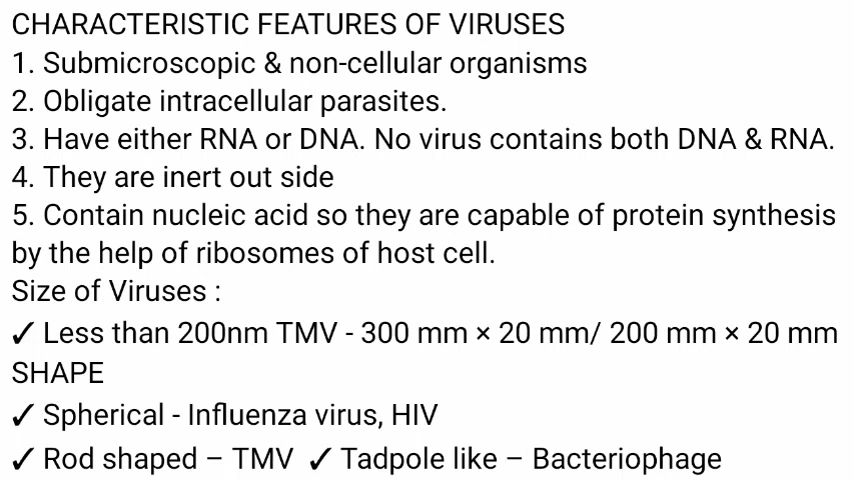 CHARACTERISTIC FEATURES OF VIRUSES
1. Submicroscopic & non-cellular organisms
2. Obligate intracellular parasites.
3. Have either RNA or DNA. No virus contains both DNA & RNA.
4. They are inert out side
5. Contain nucleic acid so they are capable of protein synthesis
by the help of ribosomes of host cell.
Size of Viruses :
✓ Less than 200nm TMV - 300 mm × 20 mm/ 200 mm × 20 mm
SHAPE
✓ Spherical - Influenza virus, HIV
✓ Rod shaped – TMV ✓ Tadpole like – Bacteriophage